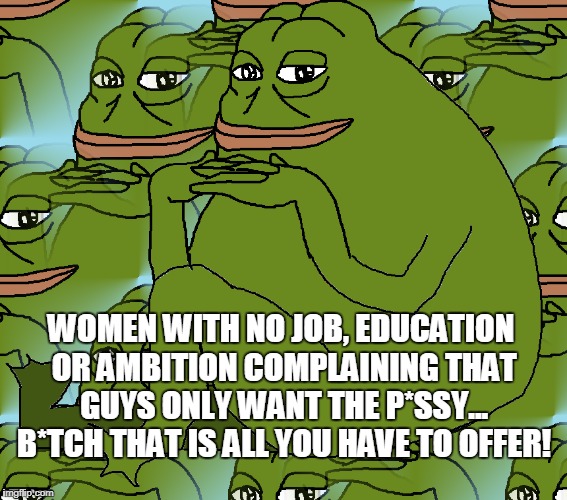 WOMEN WITH NO JOB, EDUCATION
OR AMBITION COMPLAINING THAT
GUYS ONLY WANT THE P*SSY...
B*TCH THAT IS ALL YOU HAVE TO OFFER!
imgflip.com